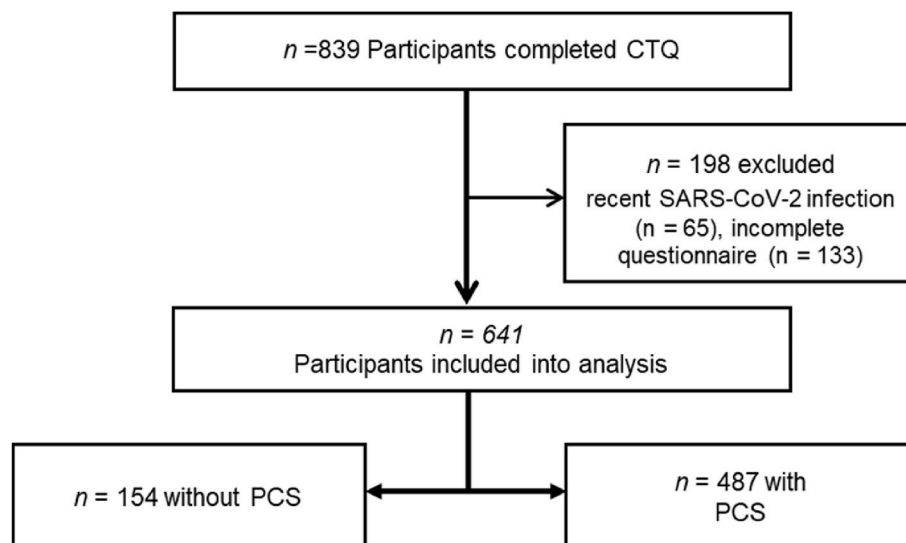 n =839 Participants completed CTQ
n = 198 excluded
recent SARS-CoV-2 infection
(n = 65), incomplete
questionnaire (n = 133)
n = 641
Participants included into analysis
n = 154 without PCS
n = 487 with
PCS